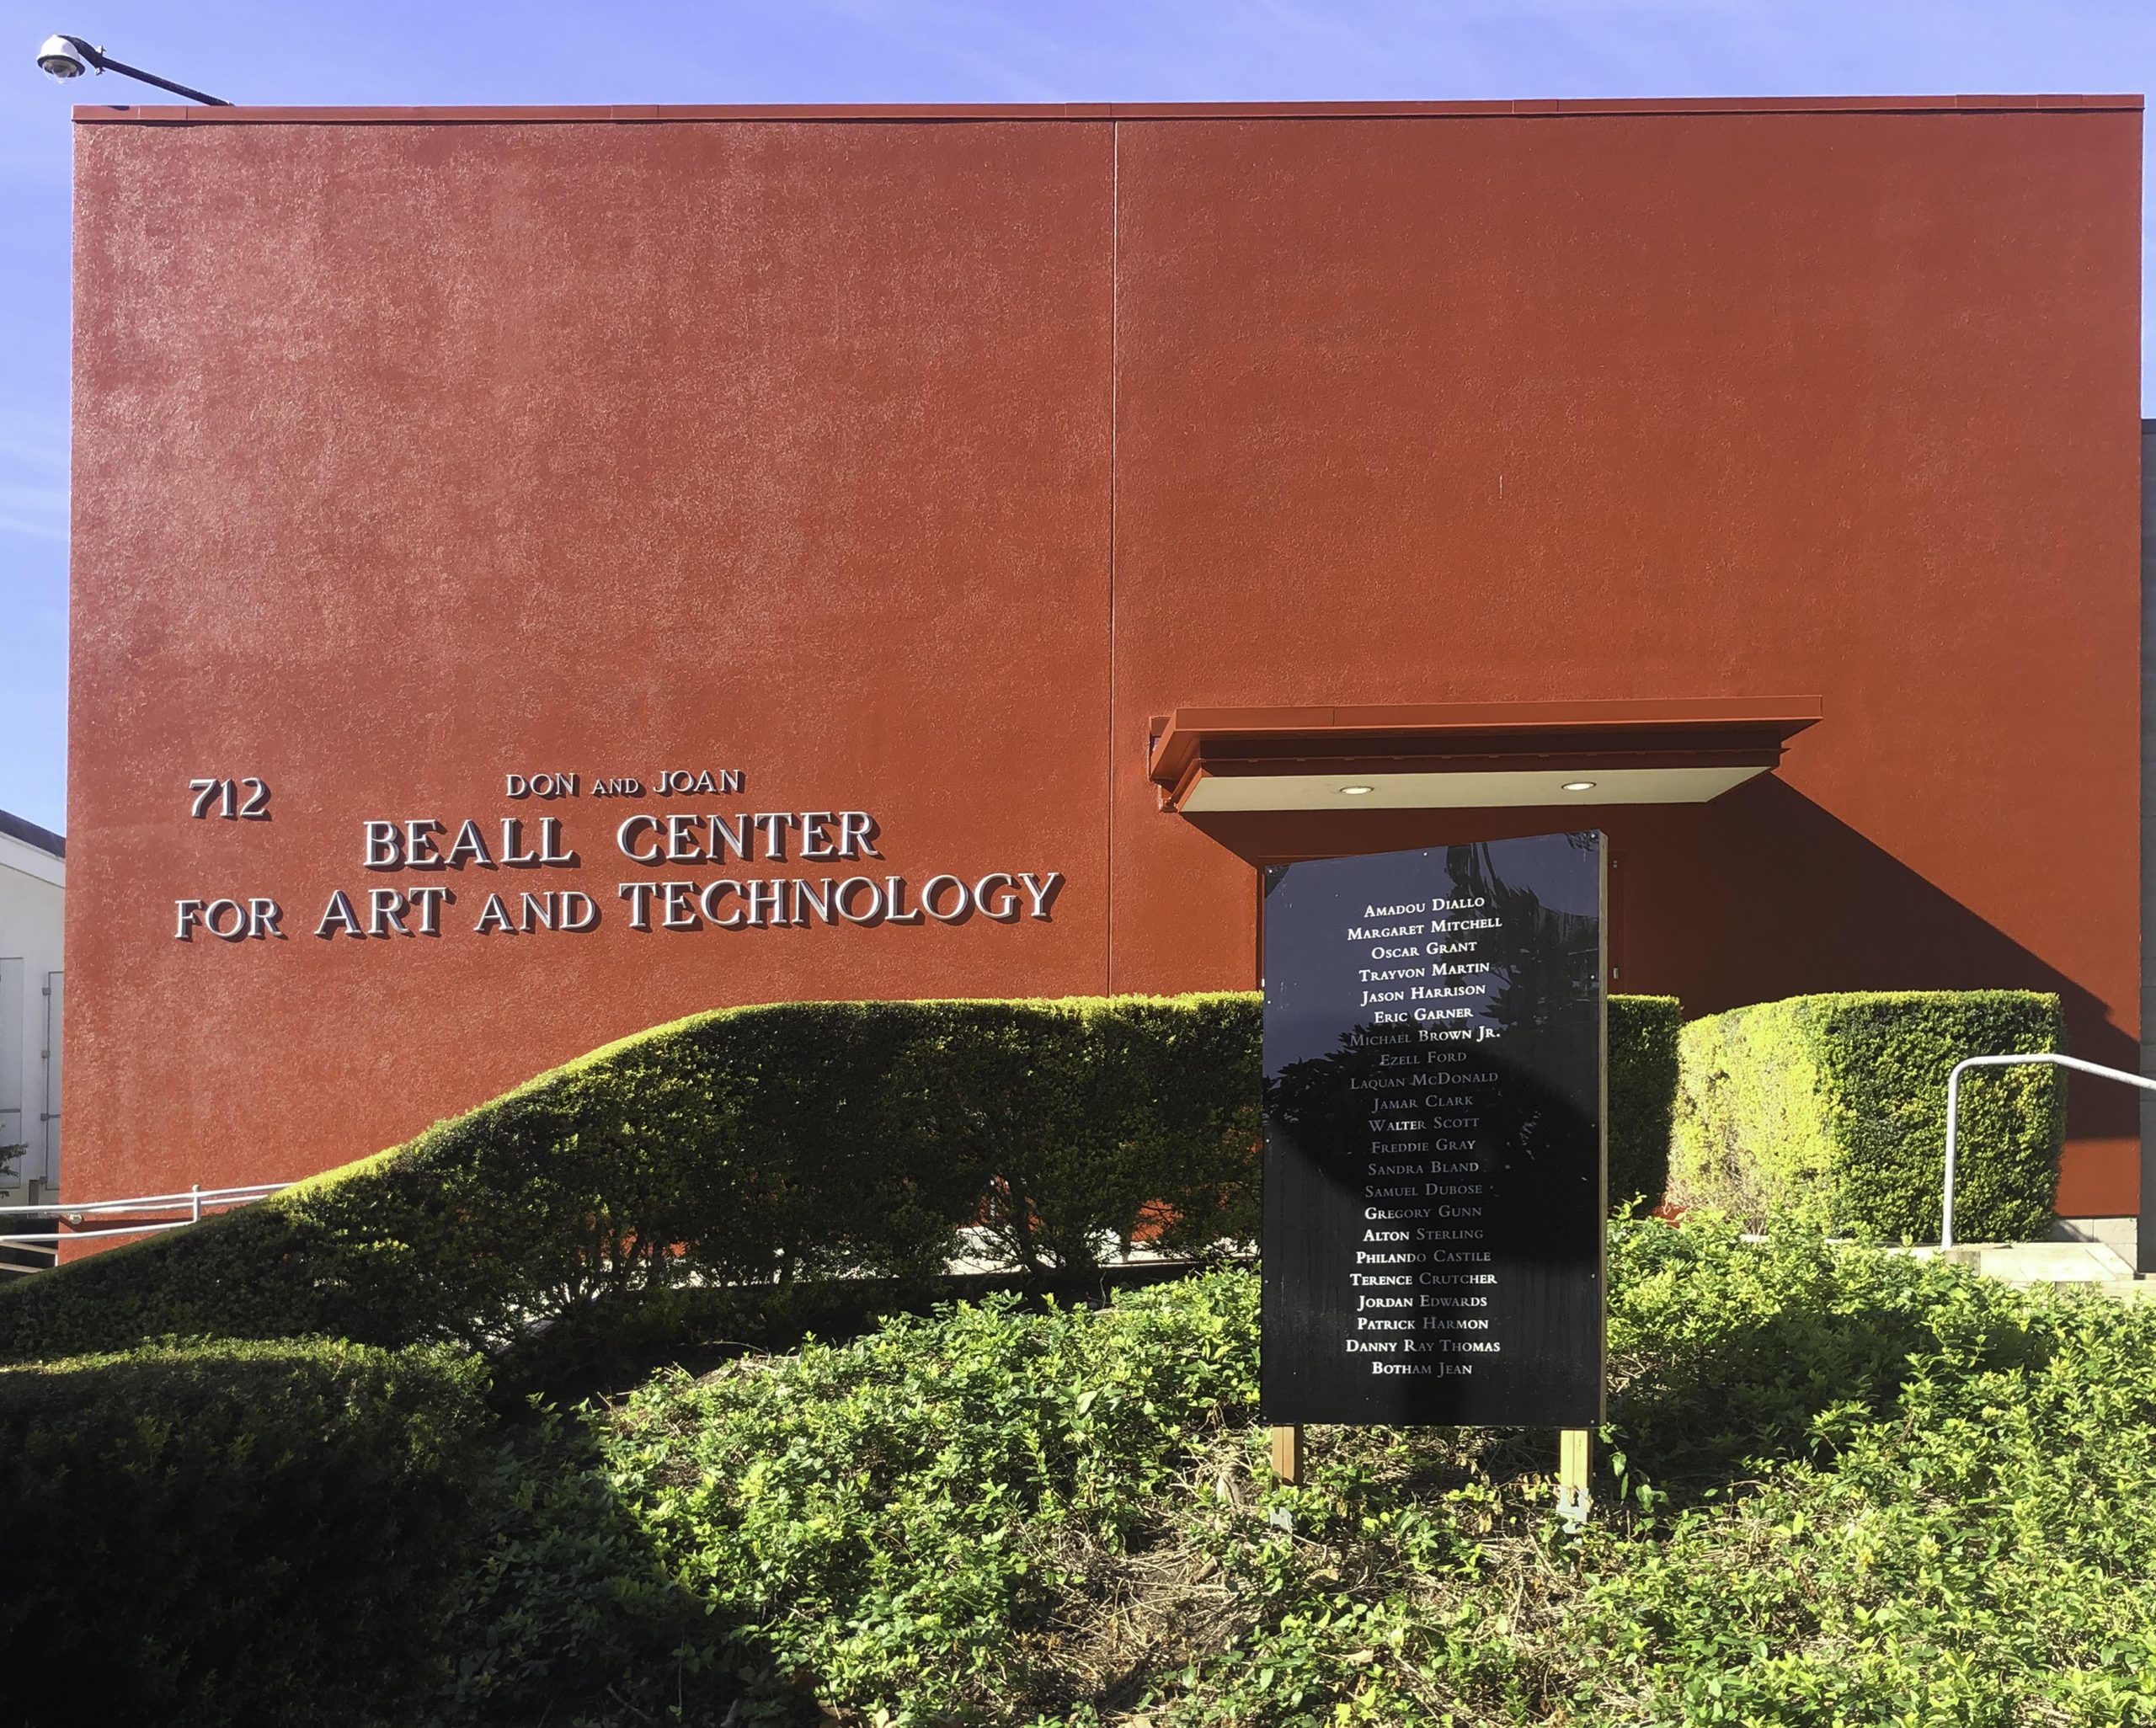 712
DON AND JOAN
BEALL CENTER
FOR ART AND TECHNOLOGY
AMADOU DIALLO
MARGARET MITCHELL
OSCAR GRANT
TRAYVON MARTIN
JASON HARRISON
ERIC GARNER
MICHAEL BROWN JR.
EZELL FORD
LAQUAN MCDONALD
JAMAR CLARK
WALTER SCOTT
FREDDIE GRAY
SANDRA BLAND
SAMUEL DUBOSE
GREGORY GUNN
ALTON STERLING
PHILANDO CASTILE
TERENCE CRUTCHER
JORDAN EDWARDS
PATRICK HARMON
DANNY RAY THOMAS
BOTHAM JEAN